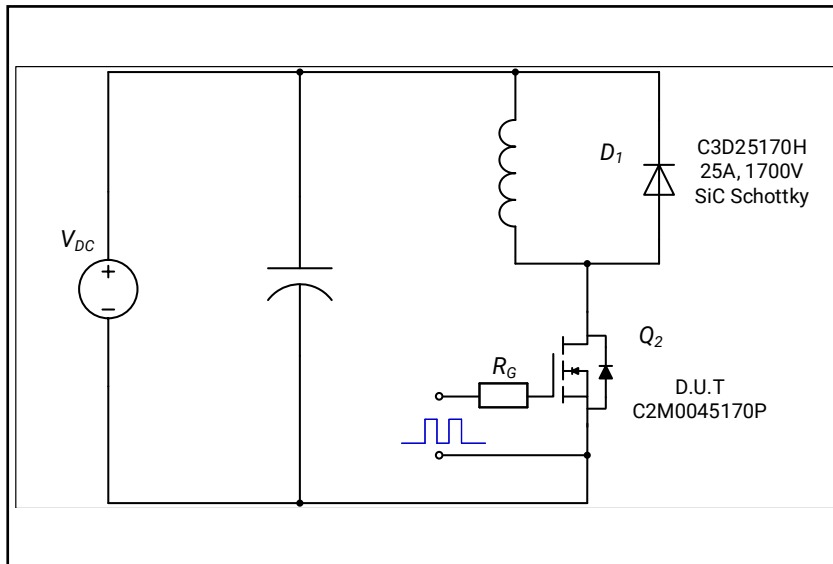 D1
C3D25170H
25A, 1700V
SiC Schottky
VDC
+
−
Q2
RG
D.U.T
C2M0045170P